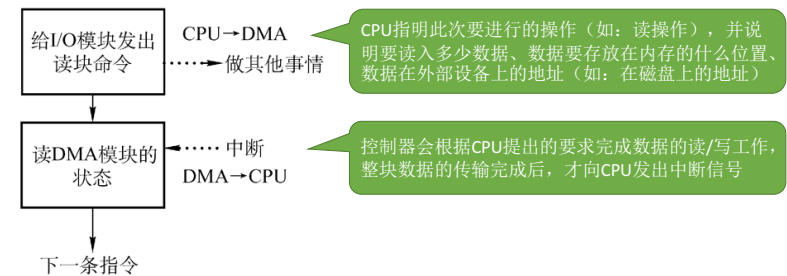 给I/O模块发出
读块命令
CPU→DMA
做其他事情
CPU指明此次要进行的操作（如：读操作），并说
明要读入多少数据、数据要存放在内存的什么位置、
数据在外部设备上的地址（如：在磁盘上的地址）
读DMA模块的
状态
中断
DMA→CPU
控制器会根据CPU提出的要求完成数据的读/写工作，
整块数据的传输完成后，才向CPU发出中断信号
下一条指令